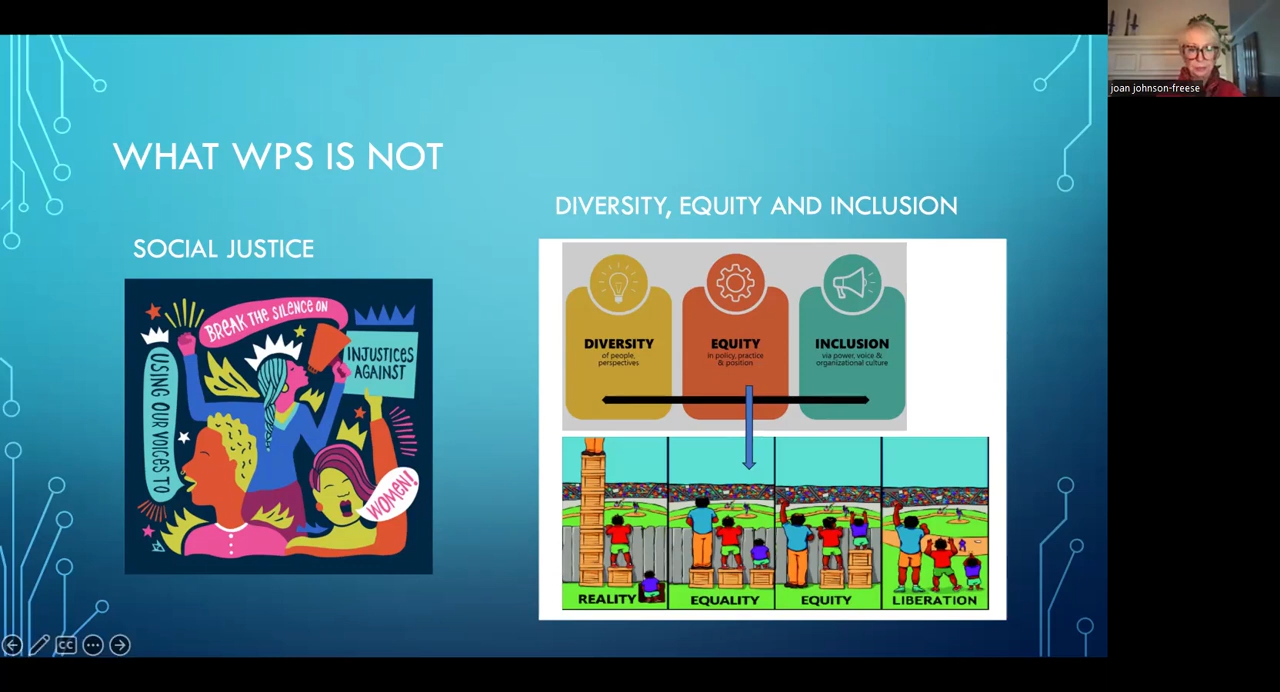 WHAT WPS IS NOT
SOCIAL JUSTICE
BREAK THE SILENCE ON
INJUSTICES
AGAINST
USING OUR VOICES TO
WOMEN!
DIVERSITY, EQUITY AND INCLUSION
DIVERSITY
of people,
perspectives
EQUITY
in policy, practice
& position
INCLUSION
via power, voice &
organizational culture
REALITY
EQUALITY
EQUITY
LIBERATION
CC
joan johnson-freese